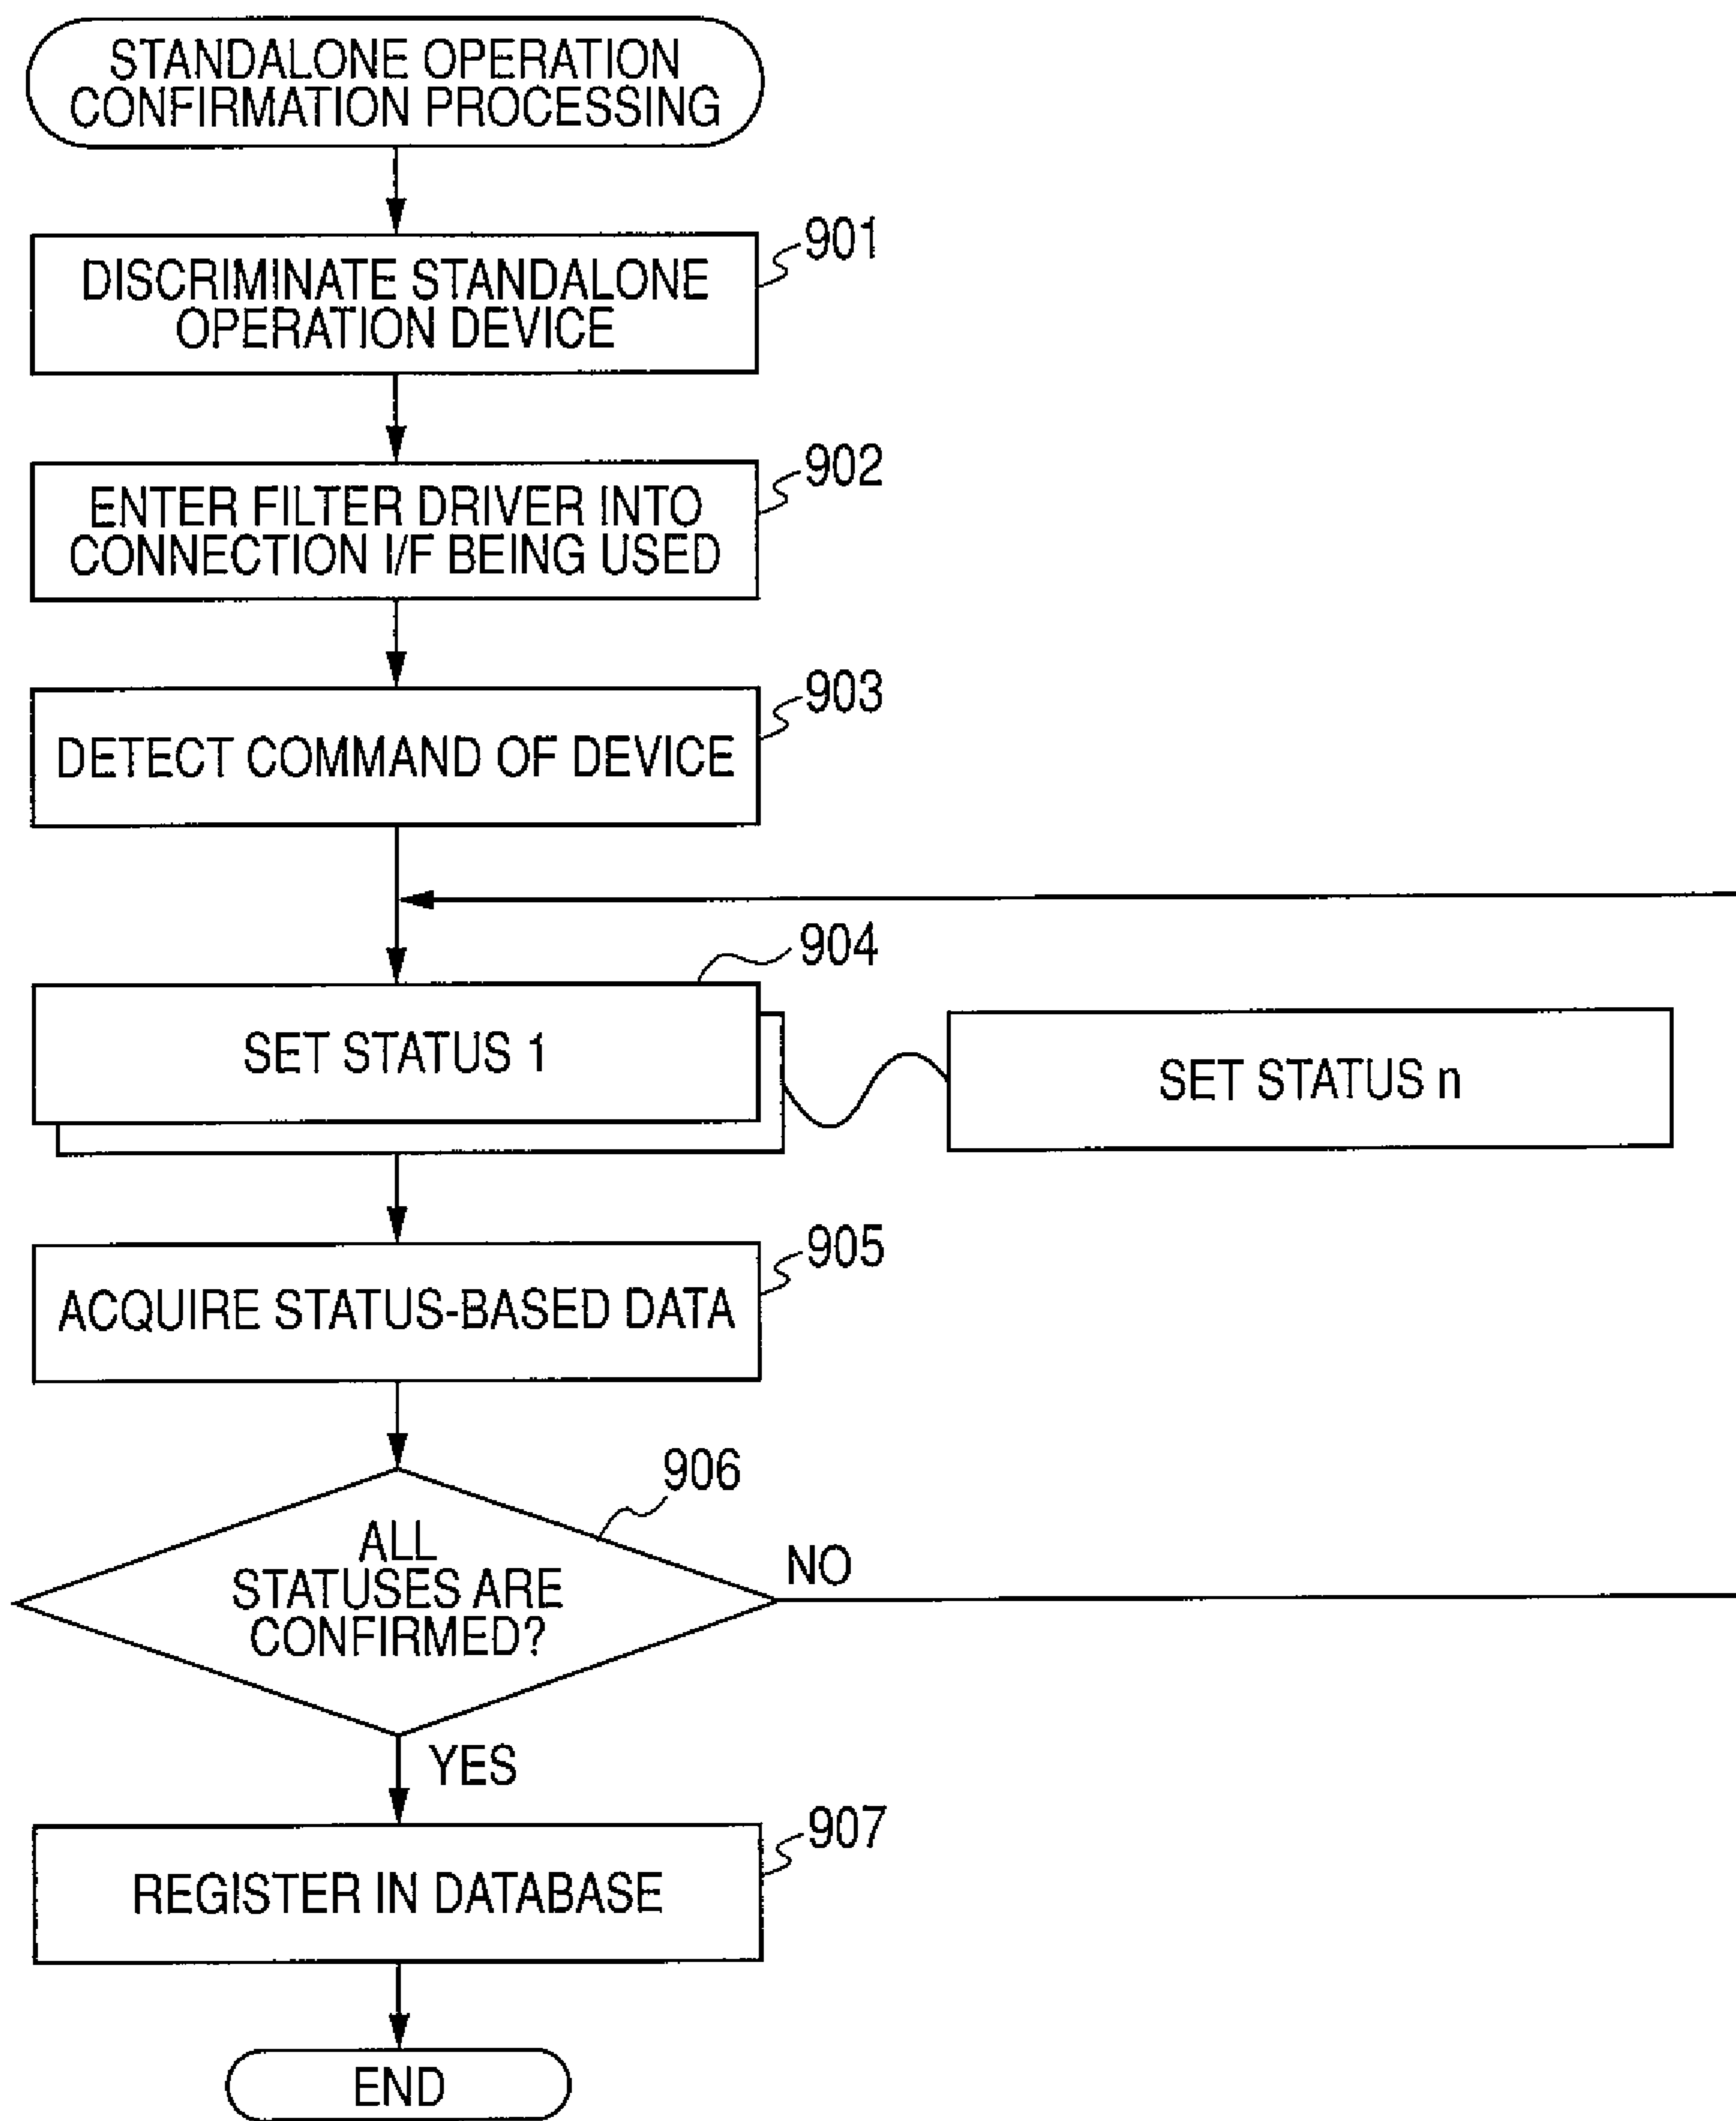 STANDALONE OPERATION
CONFIRMATION PROCESSING
901
DISCRIMINATE STANDALONE
OPERATION DEVICE
902
ENTER FILTER DRIVER INTO
CONNECTION I/F BEING USED
903
DETECT COMMAND OF DEVICE
904
SET STATUS 1
SET STATUS n
905
ACQUIRE STATUS-BASED DATA
906
ALL
STATUSES ARE
CONFIRMED?
NO
YES
907
REGISTER IN DATABASE
END